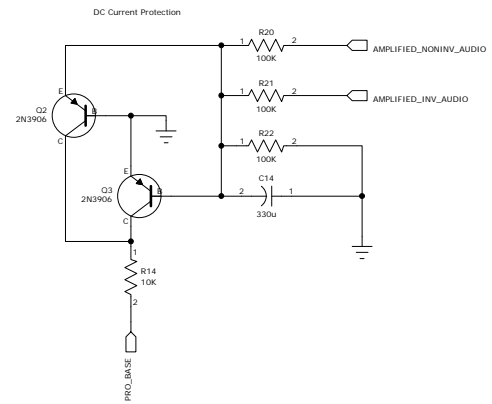 DC Current Protection
R20
1 2
100K
AMPLIFIED_NONINV_AUDIO
R21
1 2
100K
AMPLIFIED_INV_AUDIO
E
Q2
2N3906
B
C
R22
1 2
100K
E
Q3
2N3906
B
C
C14
2 1
330u
1
R14
10K
2
PRO_BASE